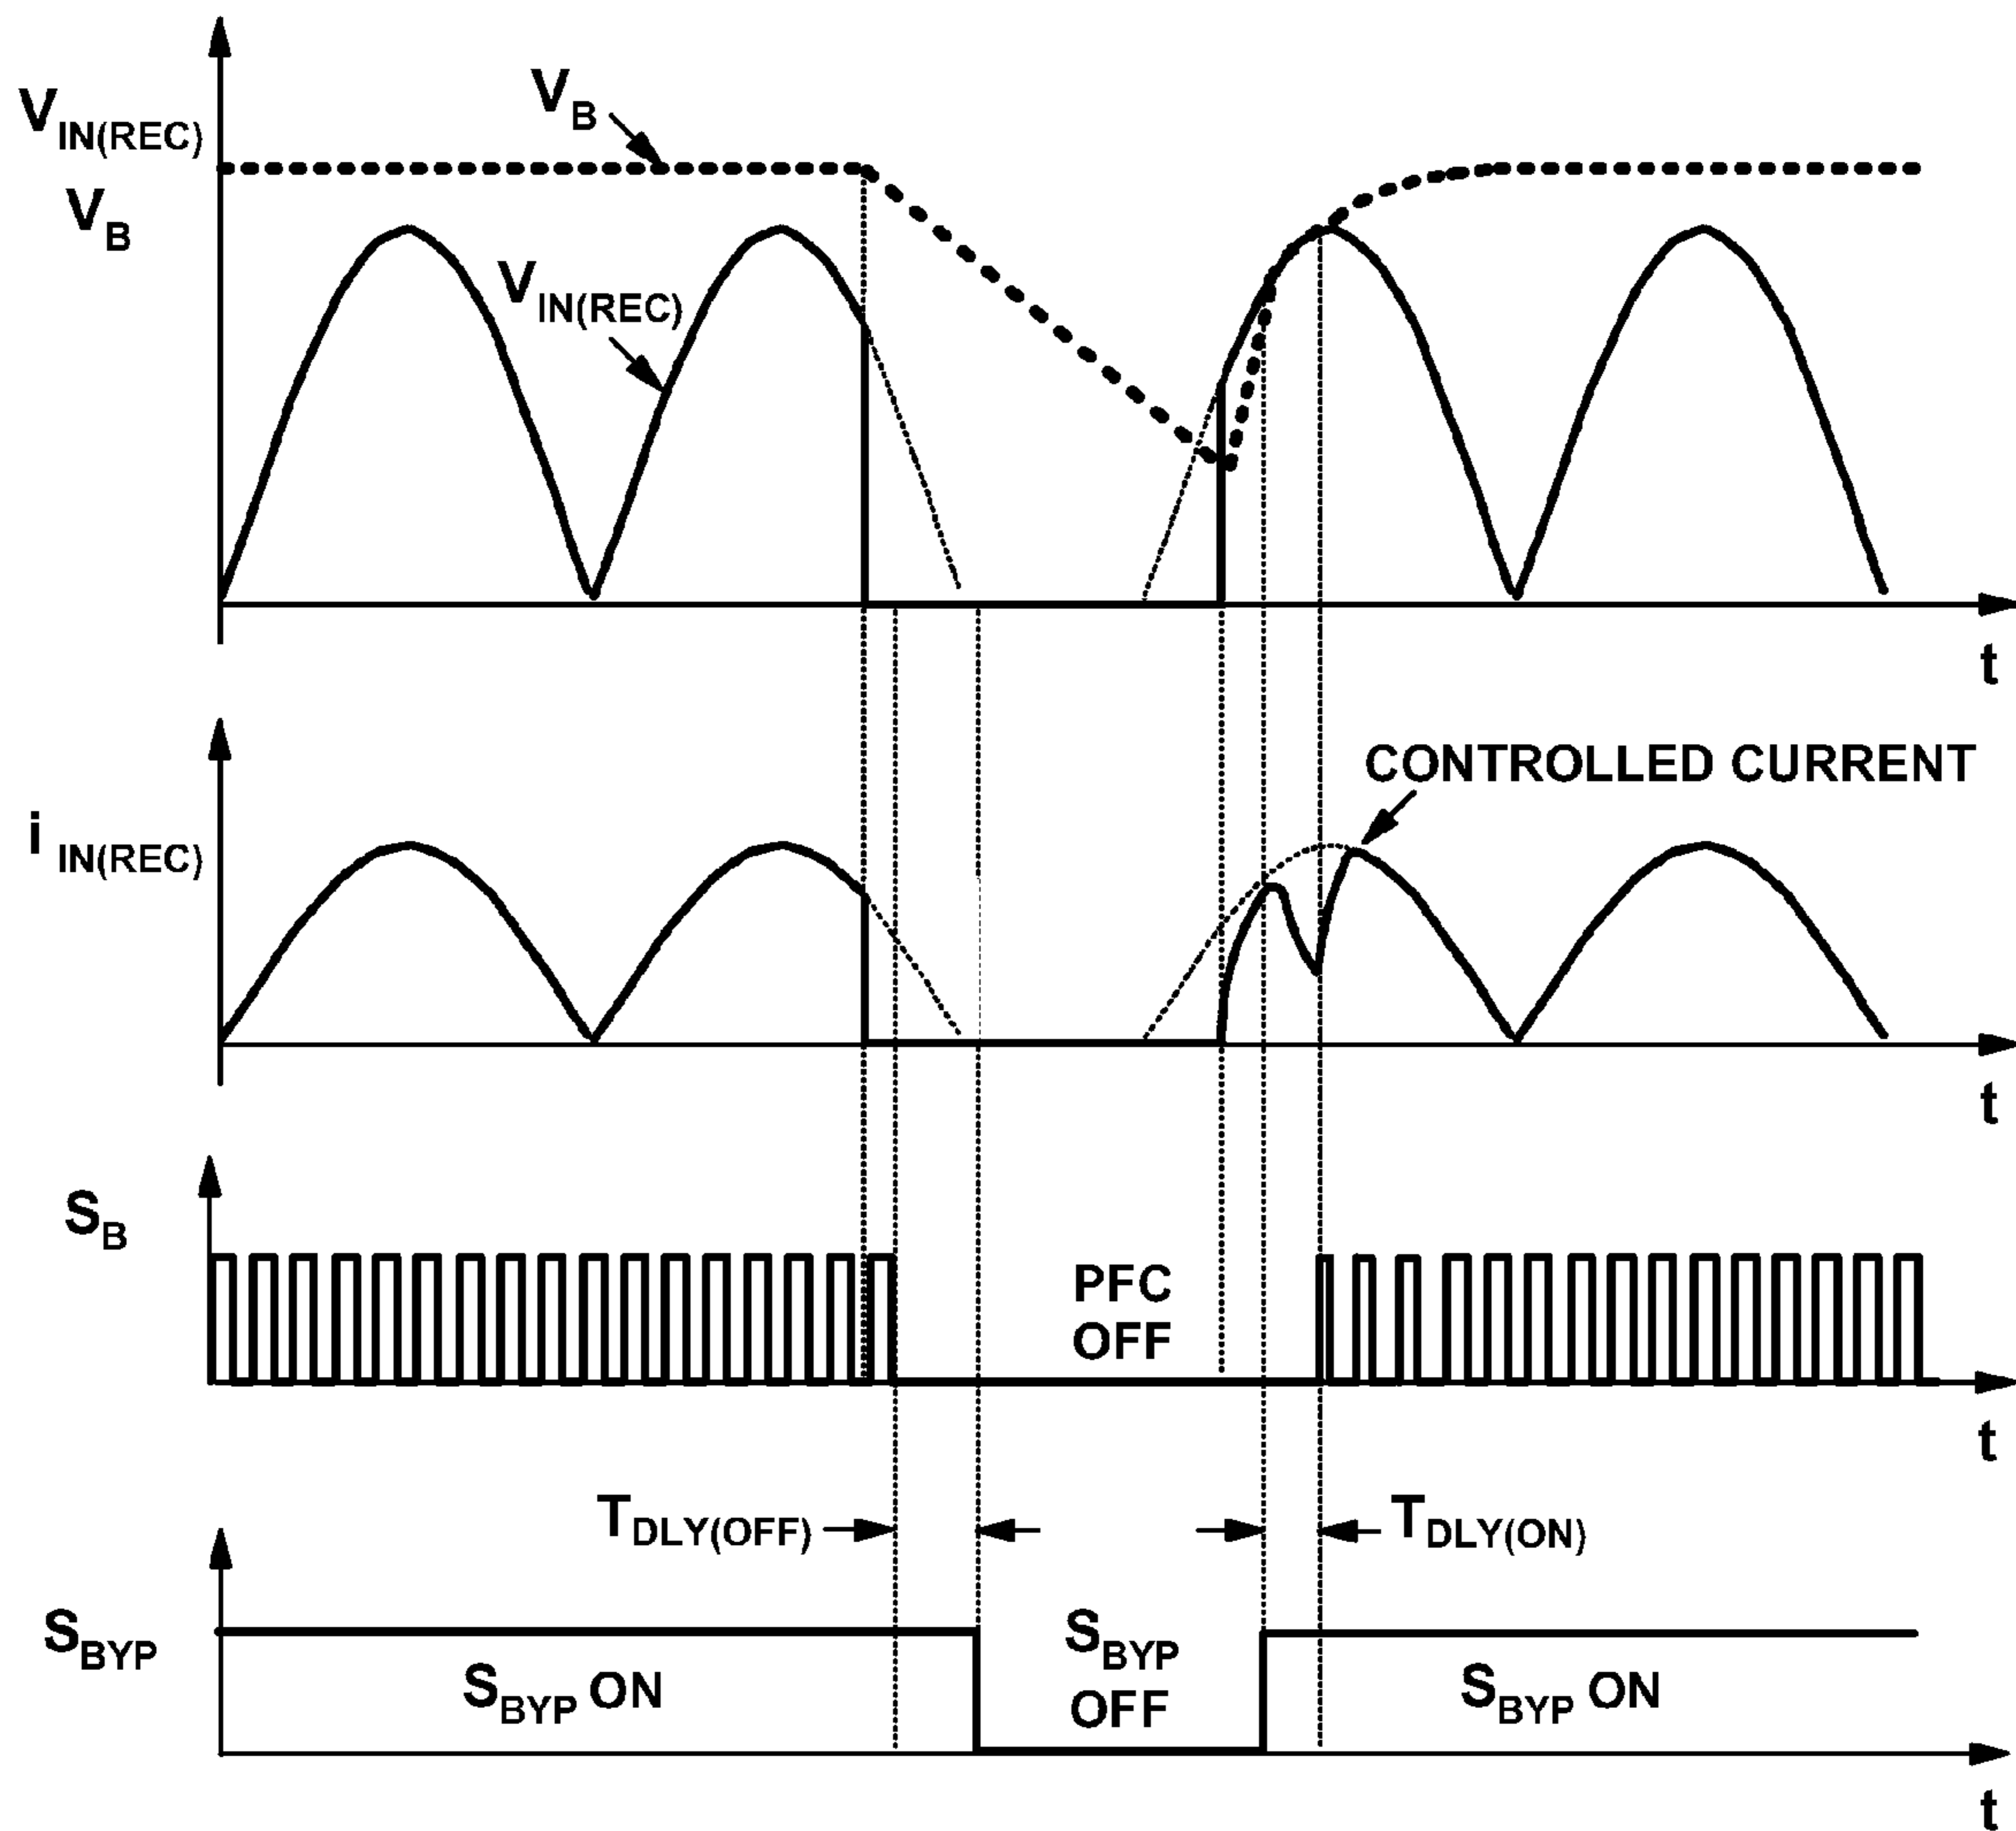 V_IN(REC)
V_B
V_B
V_IN(REC)
t
i_IN(REC)
CONTROLLED CURRENT
t
S_B
PFC
OFF
t
T_DLY(OFF)
T_DLY(ON)
S_BYP
S_BYP ON
S_BYP
OFF
S_BYP ON
t